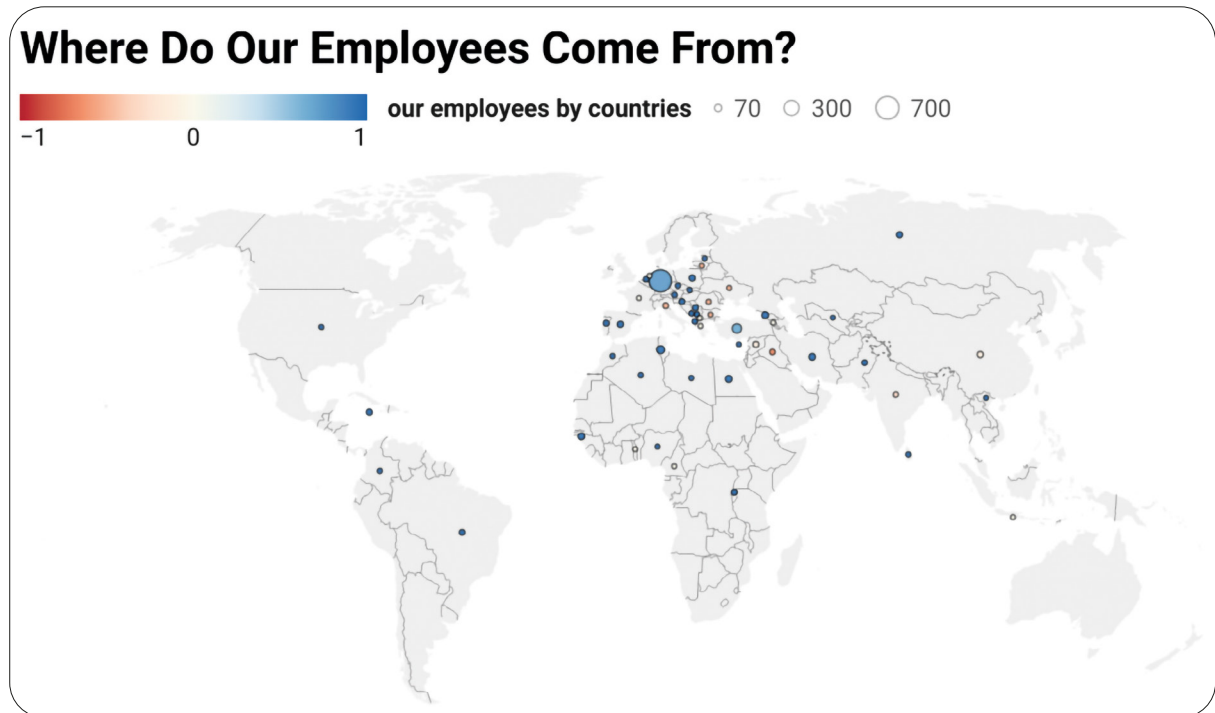 Where Do Our Employees Come From?
our employees by countries 70 300 700
−1 0 1